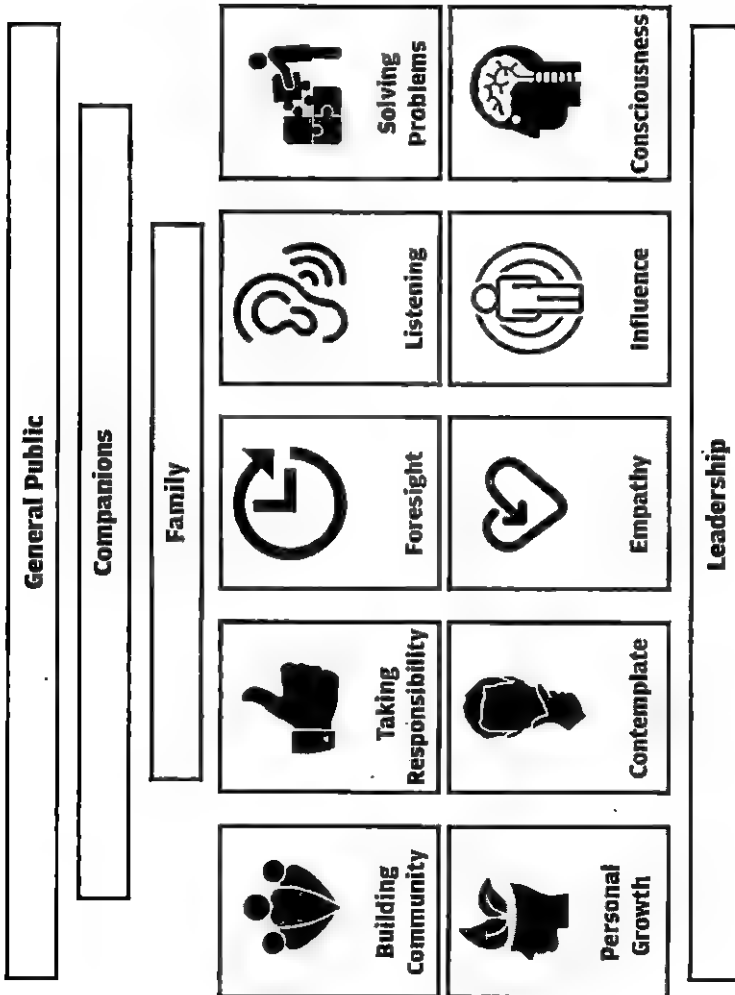 General Public
Companions
Family
Building
Community
Taking
Responsibility
Foresight
Listening
Solving
Problems
Personal
Growth
Contemplate
Empathy
Influence
Consciousness
Leadership